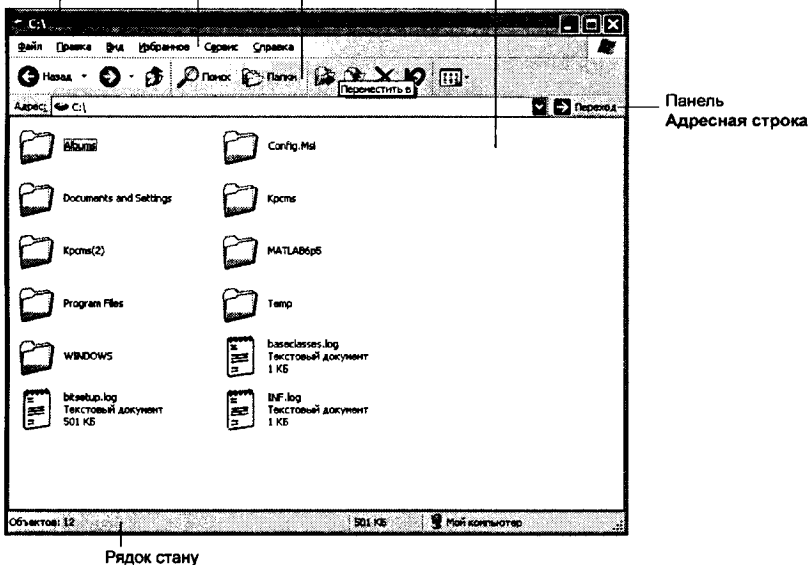 C:\
Файл Правка Вид Избранное Сервис Справка
Назад Поиск Папки
Переместить в
Адрес: C:\ Переход
Панель
Адресная строка
Albums Config.Msi
Documents and Settings Kpcms
Kpcms(2) MATLAB6p5
Program Files Temp
WINDOWS
baseclasses.log
Текстовый документ
1 КБ
bitsetup.log
Текстовый документ
501 КБ
INF.log
Текстовый документ
1 КБ
Объектов: 12 501 КБ Мой компьютер
Рядок стану